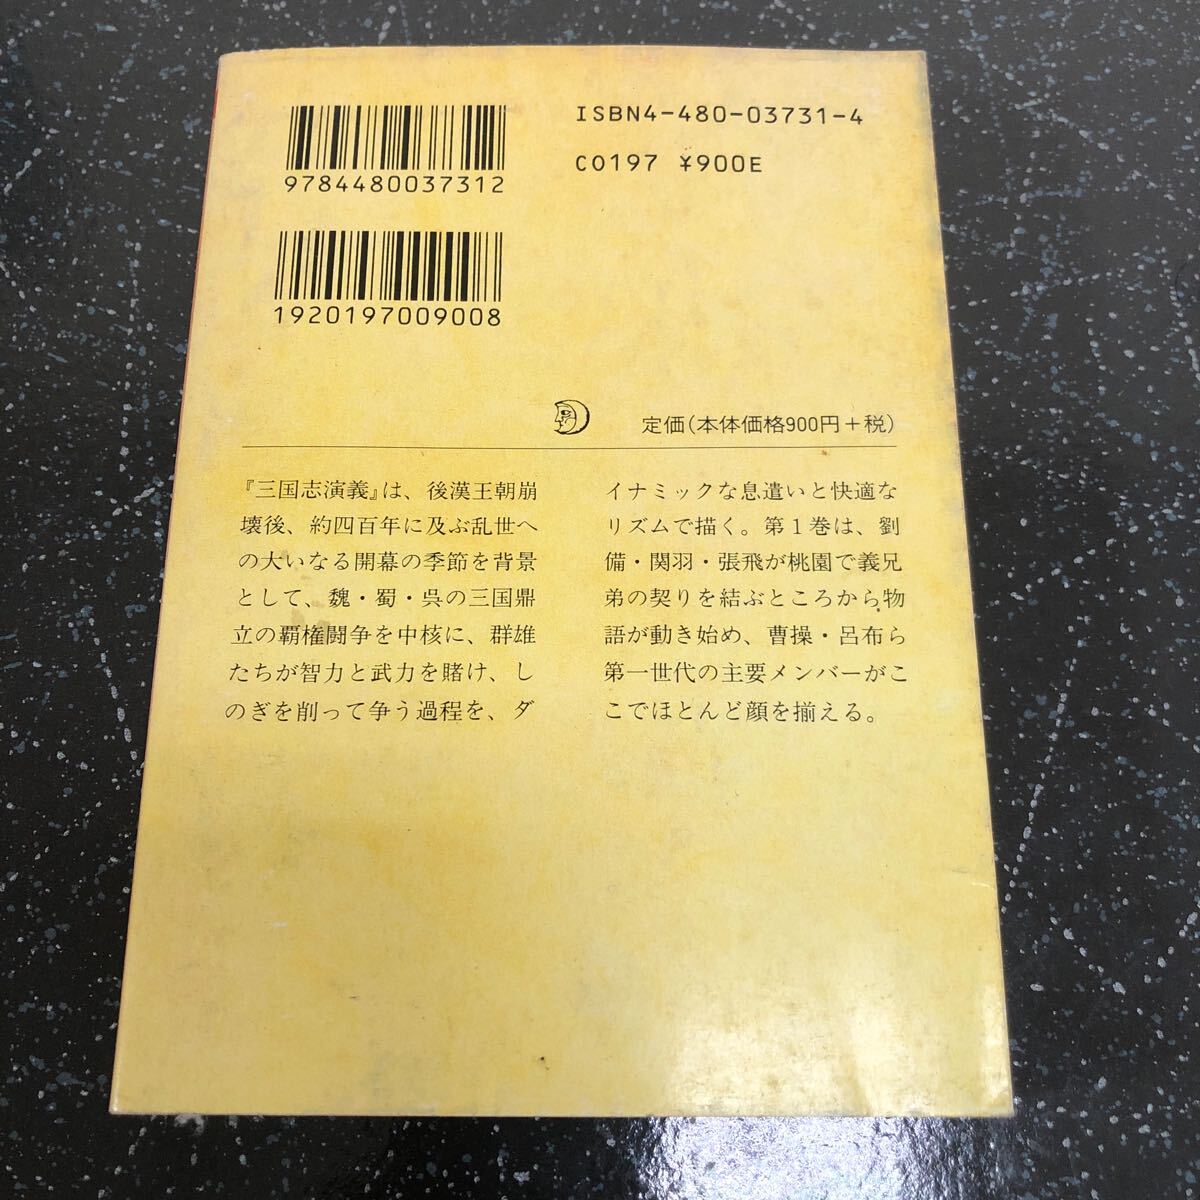 ISBN4-480-03731-4
C0197 ¥900E
9784480037312
1920197009008
定価(本体価格900円+税)
『三国志演義』は、後漢王朝崩
壊後、約四百年に及ぶ乱世へ
の大いなる開幕の季節を背景
として、魏・蜀・呉の三国鼎
立の覇権闘争を中核に、群雄
たちが智力と武力を賭け、し
のぎを削って争う過程を、ダ
イナミックな息遣いと快適な
リズムで描く。第1巻は、劉
備・関羽・張飛が桃園で義兄
弟の契りを結ぶところから物
語が動き始め、曹操・呂布ら
第一世代の主要メンバーがこ
こでほとんど顔を揃える。